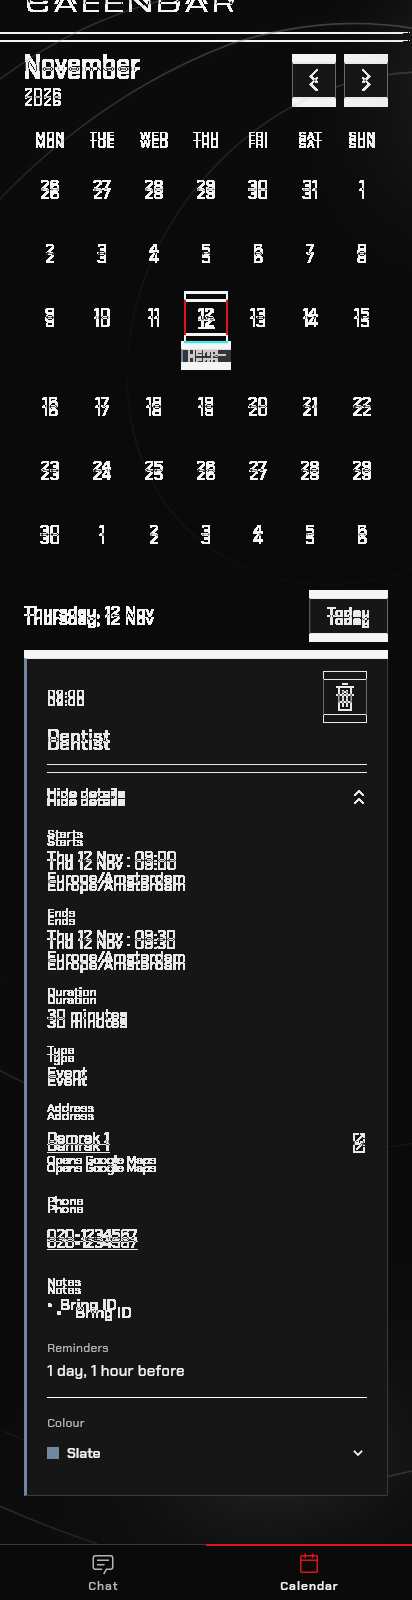 CALENDAR
November
2026
MON TUE WED THU FRI SAT SUN
26 27 28 29 30 31 1
2 3 4 5 6 7 8
9 10 11 12 13 14 15
16 17 18 19 20 21 22
23 24 25 26 27 28 29
30 1 2 3 4 5 6
Thursday, 12 Nov
Today
09:00
Dentist
Hide details
Starts
Thu 12 Nov · 09:00
Europe/Amsterdam
Ends
Thu 12 Nov · 09:30
Europe/Amsterdam
Duration
30 minutes
Type
Event
Address
Damrak 1
Opens Google Maps
Phone
020-1234567
Notes
• Bring ID
Reminders
1 day, 1 hour before
Colour
Slate
Chat
Calendar